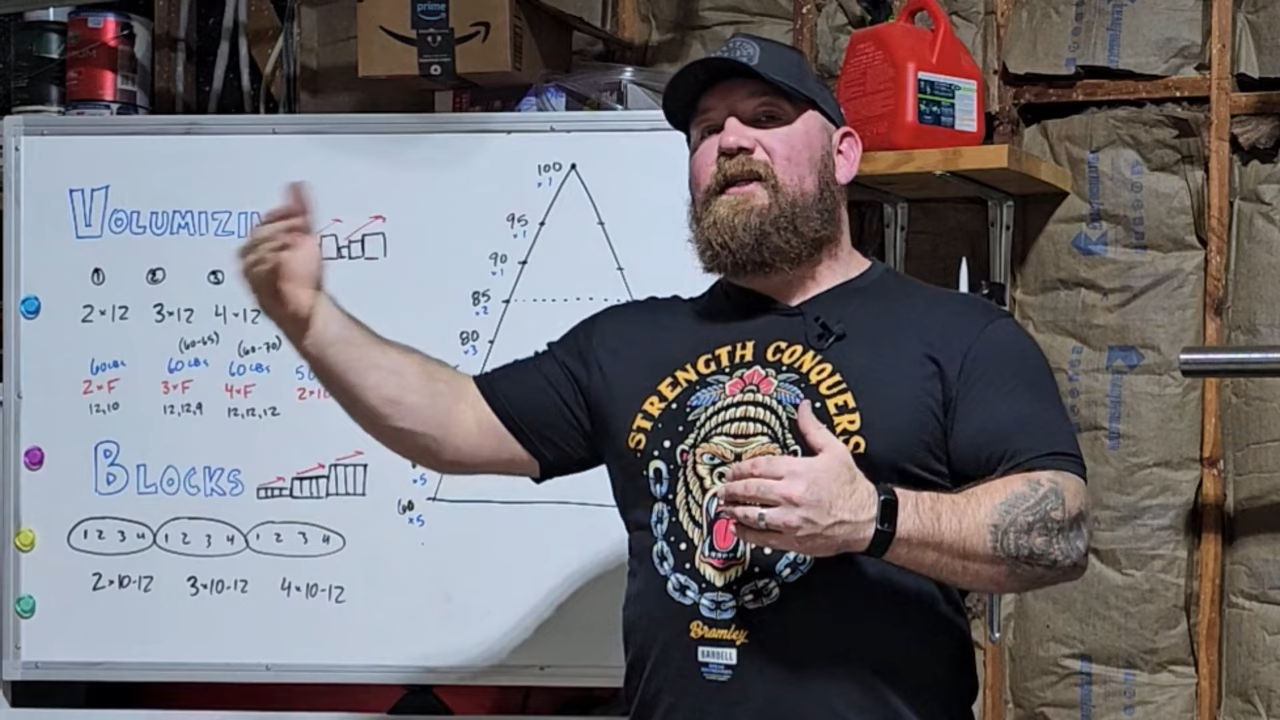 prime
VOLUMIZIN
① ② ③
2×12 3×12 4×12
(60-65) (60-70)
60LBS 60LBS 60LBS 50
2×F 3×F 4×F 2×10
12,10 12,12,9 12,12,12
BLOCKS
1 2 3 4 1 2 3 4 1 2 3 4
2×10-12 3×10-12 4×10-12
100
×1
95
×1
90
×1
85
×2
80
×3
×5
60
×5
STRENGTH CONQUERS
Bromley
BARBELL